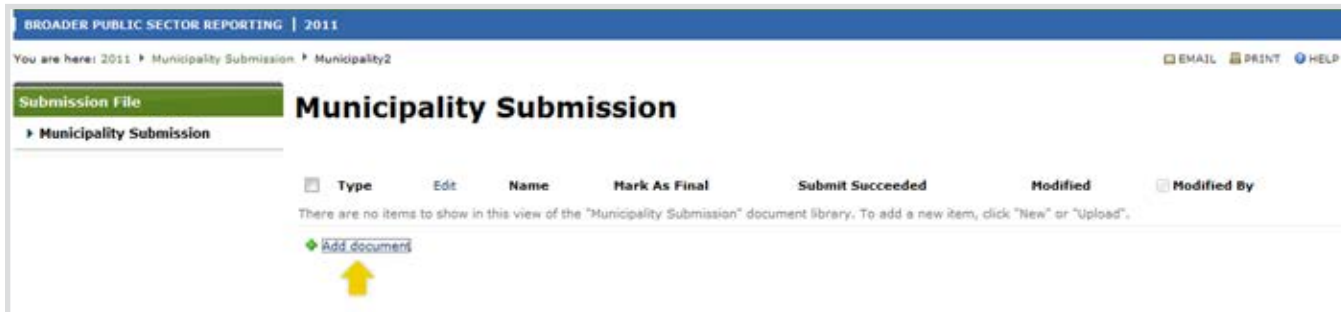 BROADER PUBLIC SECTOR REPORTING | 2011
You are here: 2011 Municipality Submission Municipality2
EMAIL PRINT HELP
Submission File
Municipality Submission
Municipality Submission
Type Edit Name Mark As Final Submit Succeeded Modified Modified By
There are no items to show in this view of the "Municipality Submission" document library. To add a new item, click "New" or "Upload".
Add document